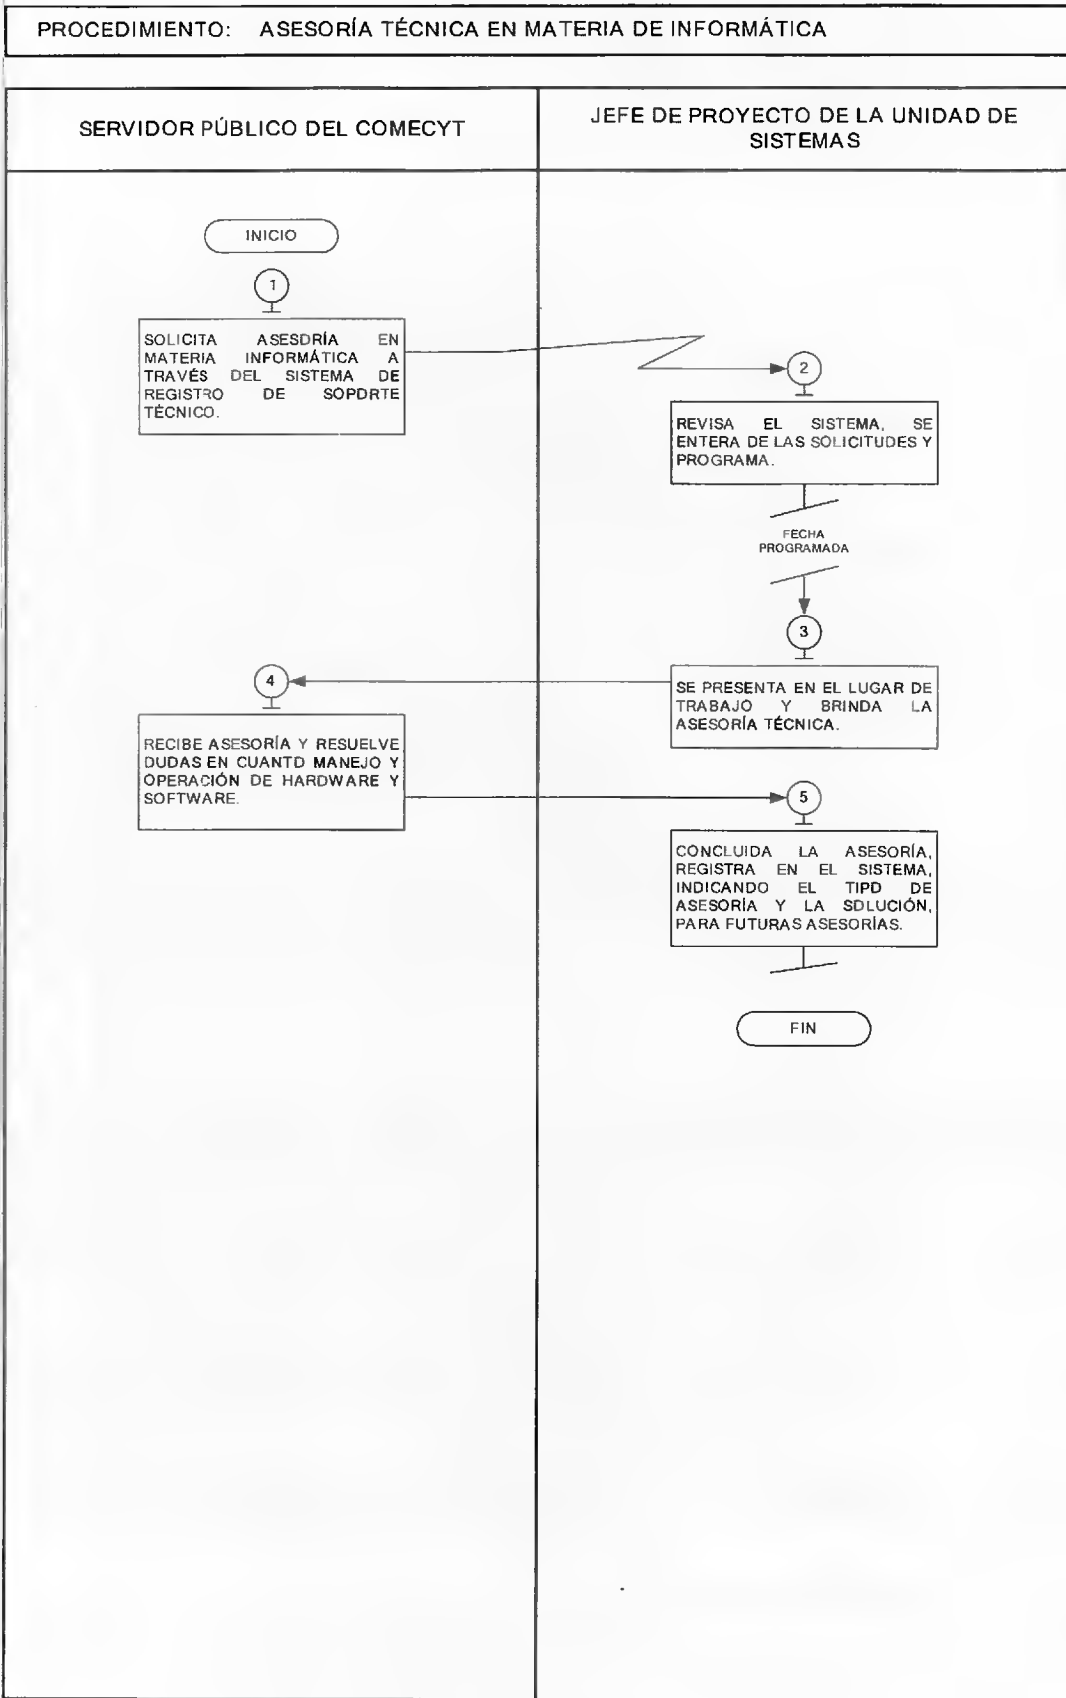 PROCEDIMIENTO: ASESORÍA TÉCNICA EN MATERIA DE INFORMÁTICA
SERVIDOR PÚBLICO DEL COMECYT
JEFE DE PROYECTO DE LA UNIDAD DE
SISTEMAS
INICIO
1
SOLICITA ASESDRÍA EN
MATERIA INFORMÁTICA A
TRAVÉS DEL SISTEMA DE
REGISTRO DE SOPDRTE
TÉCNICO.
2
REVISA EL SISTEMA, SE
ENTERA DE LAS SOLICITUDES Y
PROGRAMA.
FECHA
PROGRAMADA
3
SE PRESENTA EN EL LUGAR DE
TRABAJO Y BRINDA LA
ASESORÍA TÉCNICA.
4
RECIBE ASESORÍA Y RESUELVE
DUDAS EN CUANTD MANEJO Y
OPERACIÓN DE HARDWARE Y
SOFTWARE.
5
CONCLUIDA LA ASESORÍA,
REGISTRA EN EL SISTEMA,
INDICANDO EL TIPD DE
ASESORÍA Y LA SDLUCIÓN,
PARA FUTURAS ASESORÍAS.
FIN